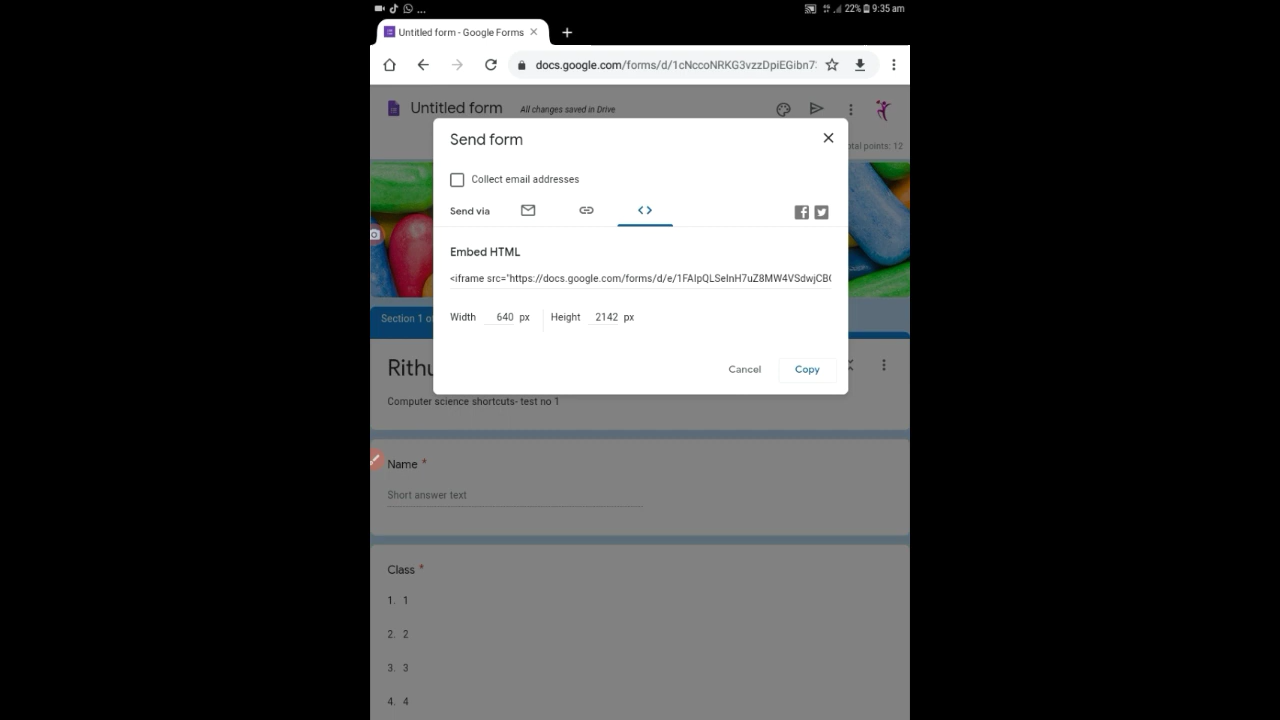 ... 22% 9:35 am
Untitled form - Google Forms
docs.google.com/forms/d/1cNccoNRKG3vzzDpiEGibn7
Untitled form All changes saved in Drive
Send form
tal points: 12
Collect email addresses
Send via
Embed HTML
<iframe src="https://docs.google.com/forms/d/e/1FAIpQLSeInH7uZ8MW4VSdwjCB
Width 640 px Height 2142 px
Section 1 o
Cancel Copy
Rithu
Computer science shortcuts- test no 1
Name *
Short answer text
Class *
1. 1
2. 2
3. 3
4. 4